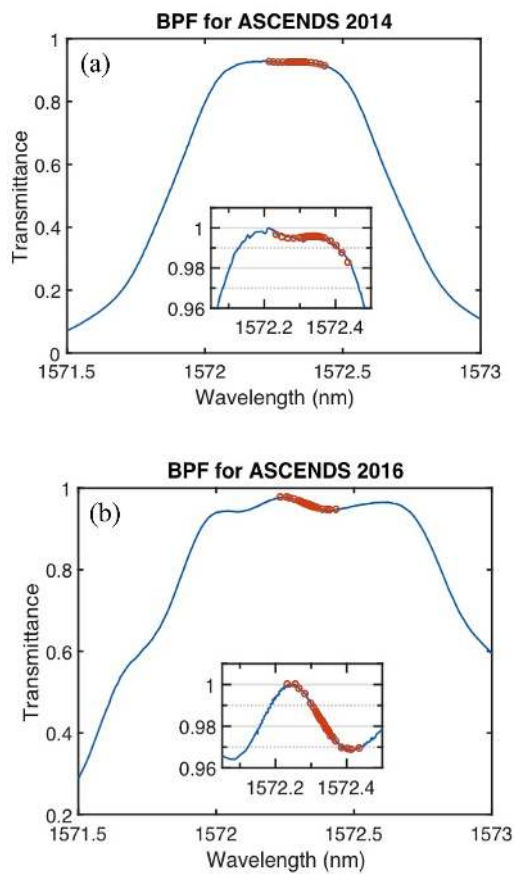 BPF for ASCENDS 2014
(a)
1
0.8
0.6
0.4
0.2
0
Transmittance
1
0.98
0.96
1572.2 1572.4
1571.5 1572 1572.5 1573
Wavelength (nm)
BPF for ASCENDS 2016
(b)
1
0.8
0.6
0.4
0.2
Transmittance
1
0.98
0.96
1572.2 1572.4
1571.5 1572 1572.5 1573
Wavelength (nm)